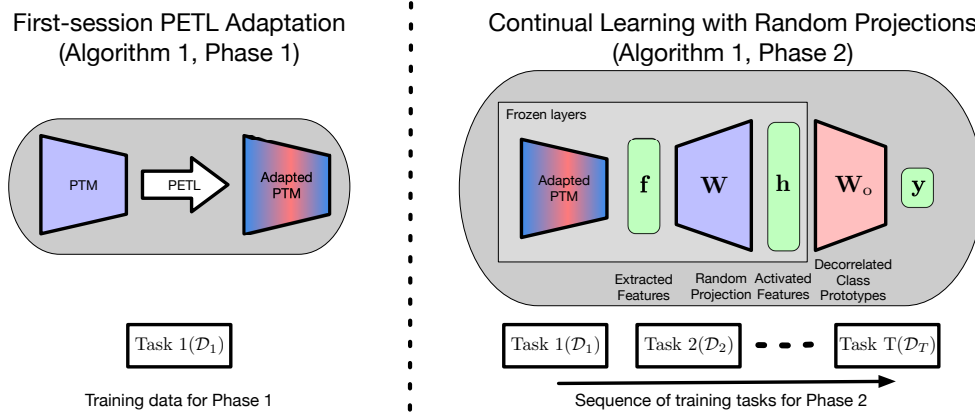 First-session PETL Adaptation
(Algorithm 1, Phase 1)
PTM
PETL
Adapted
PTM
Task 1(𝒟₁)
Training data for Phase 1
Continual Learning with Random Projections
(Algorithm 1, Phase 2)
Frozen layers
Adapted
PTM
f
W
h
Wₒ
y
Extracted
Features
Random
Projection
Activated
Features
Decorrelated
Class
Prototypes
Task 1(𝒟₁)
Task 2(𝒟₂)
Task T(𝒟_T)
Sequence of training tasks for Phase 2